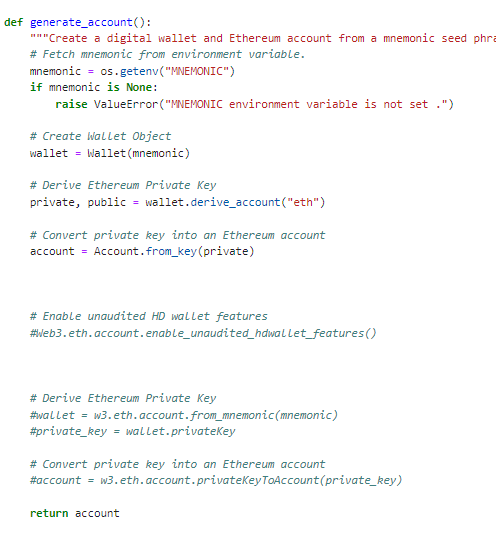 def generate_account():
    """Create a digital wallet and Ethereum account from a mnemonic seed phra
    # Fetch mnemonic from environment variable.
    mnemonic = os.getenv("MNEMONIC")
    if mnemonic is None:
        raise ValueError("MNEMONIC environment variable is not set .")
    # Create Wallet Object
    wallet = Wallet(mnemonic)
    # Derive Ethereum Private Key
    private, public = wallet.derive_account("eth")
    # Convert private key into an Ethereum account
    account = Account.from_key(private)
    # Enable unaudited HD wallet features
    #Web3.eth.account.enable_unaudited_hdwallet_features()
    # Derive Ethereum Private Key
    #wallet = w3.eth.account.from_mnemonic(mnemonic)
    #private_key = wallet.privateKey
    # Convert private key into an Ethereum account
    #account = w3.eth.account.privateKeyToAccount(private_key)
    return account